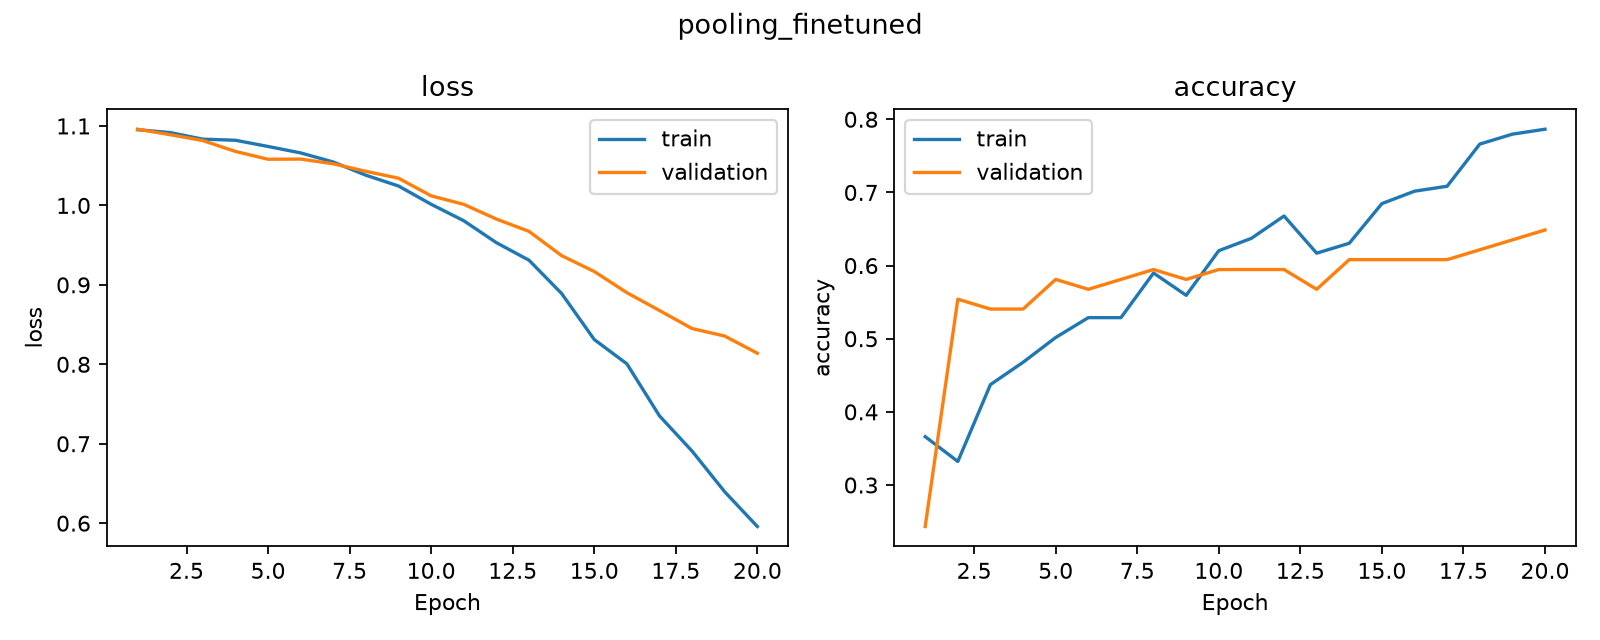 pooling_finetuned
loss
1.1
1.0
0.9
0.8
0.7
0.6
loss
2.5 5.0 7.5 10.0 12.5 15.0 17.5 20.0
Epoch
train
validation
accuracy
0.8
0.7
0.6
0.5
0.4
0.3
accuracy
2.5 5.0 7.5 10.0 12.5 15.0 17.5 20.0
Epoch
train
validation